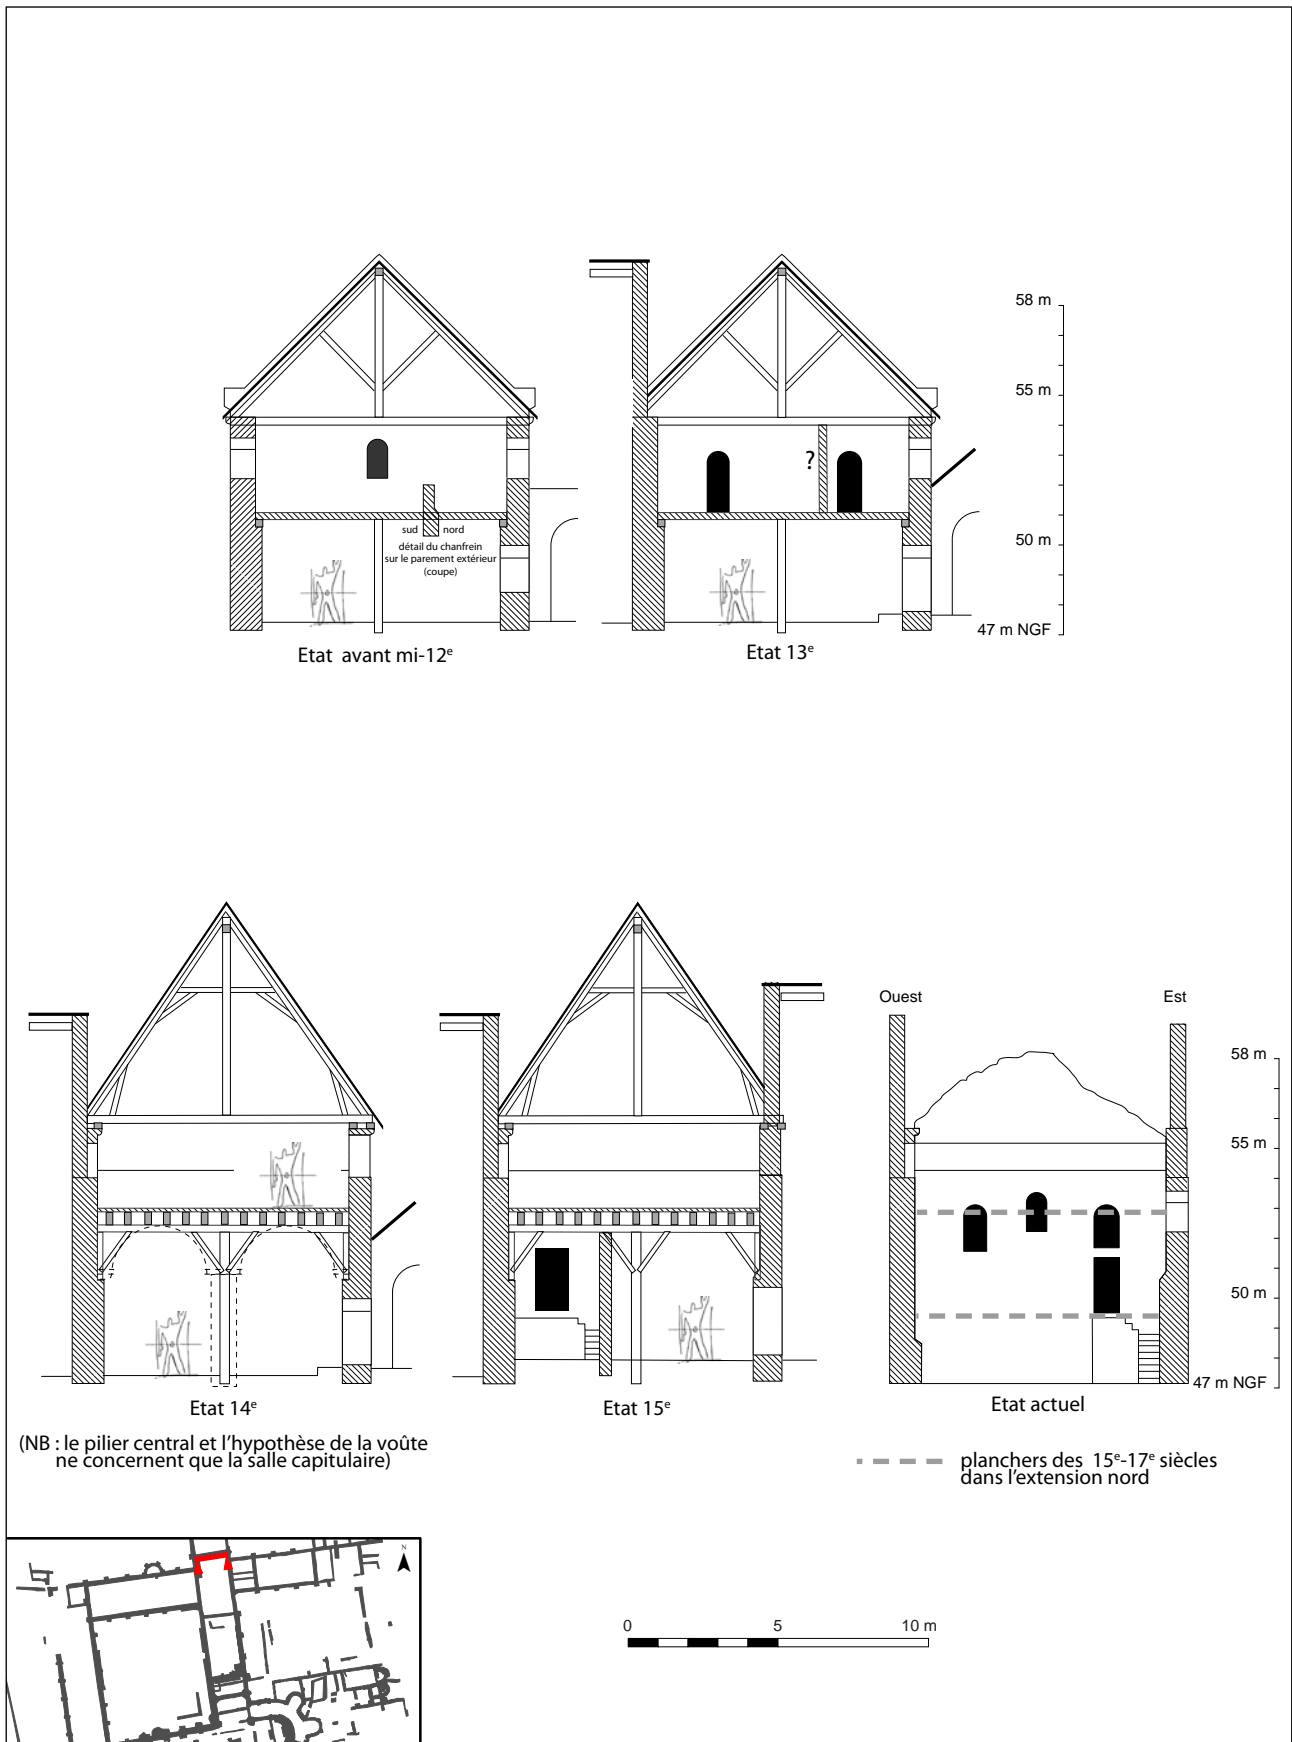 58 m
55 m
?
sud nord
détail du chanfrein
sur le parement extérieur
(coupe)
50 m
47 m NGF
Etat avant mi-12e
Etat 13e
Ouest
Est
58 m
55 m
50 m
47 m NGF
Etat 14e
Etat 15e
Etat actuel
(NB : le pilier central et l'hypothèse de la voûte
ne concernent que la salle capitulaire)
planchers des 15e-17e siècles
dans l'extension nord
N
0 5 10 m